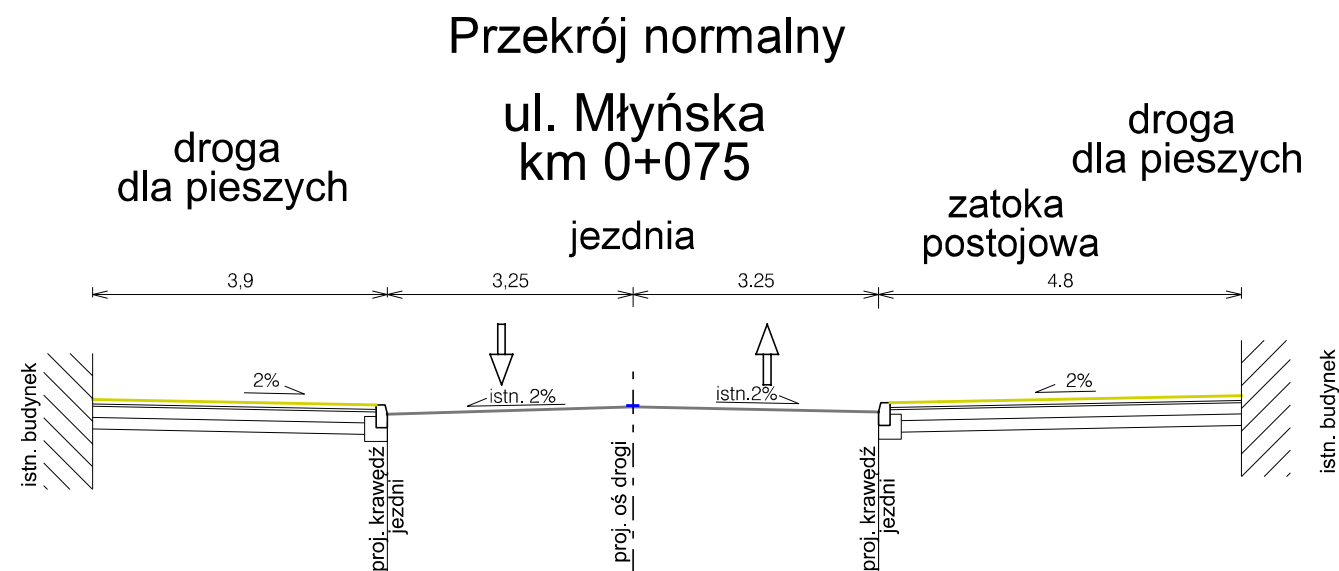 Przekrój normalny
ul. Młyńska
km 0+075
droga
dla pieszych
droga
dla pieszych
zatoka
postojowa
jezdnia
3,9
3,25
3.25
4.8
2%
istn. 2%
istn.2%
2%
istn. budynek
proj. krawędź
jezdni
proj. oś drogi
proj. krawędź
jezdni
istn. budynek